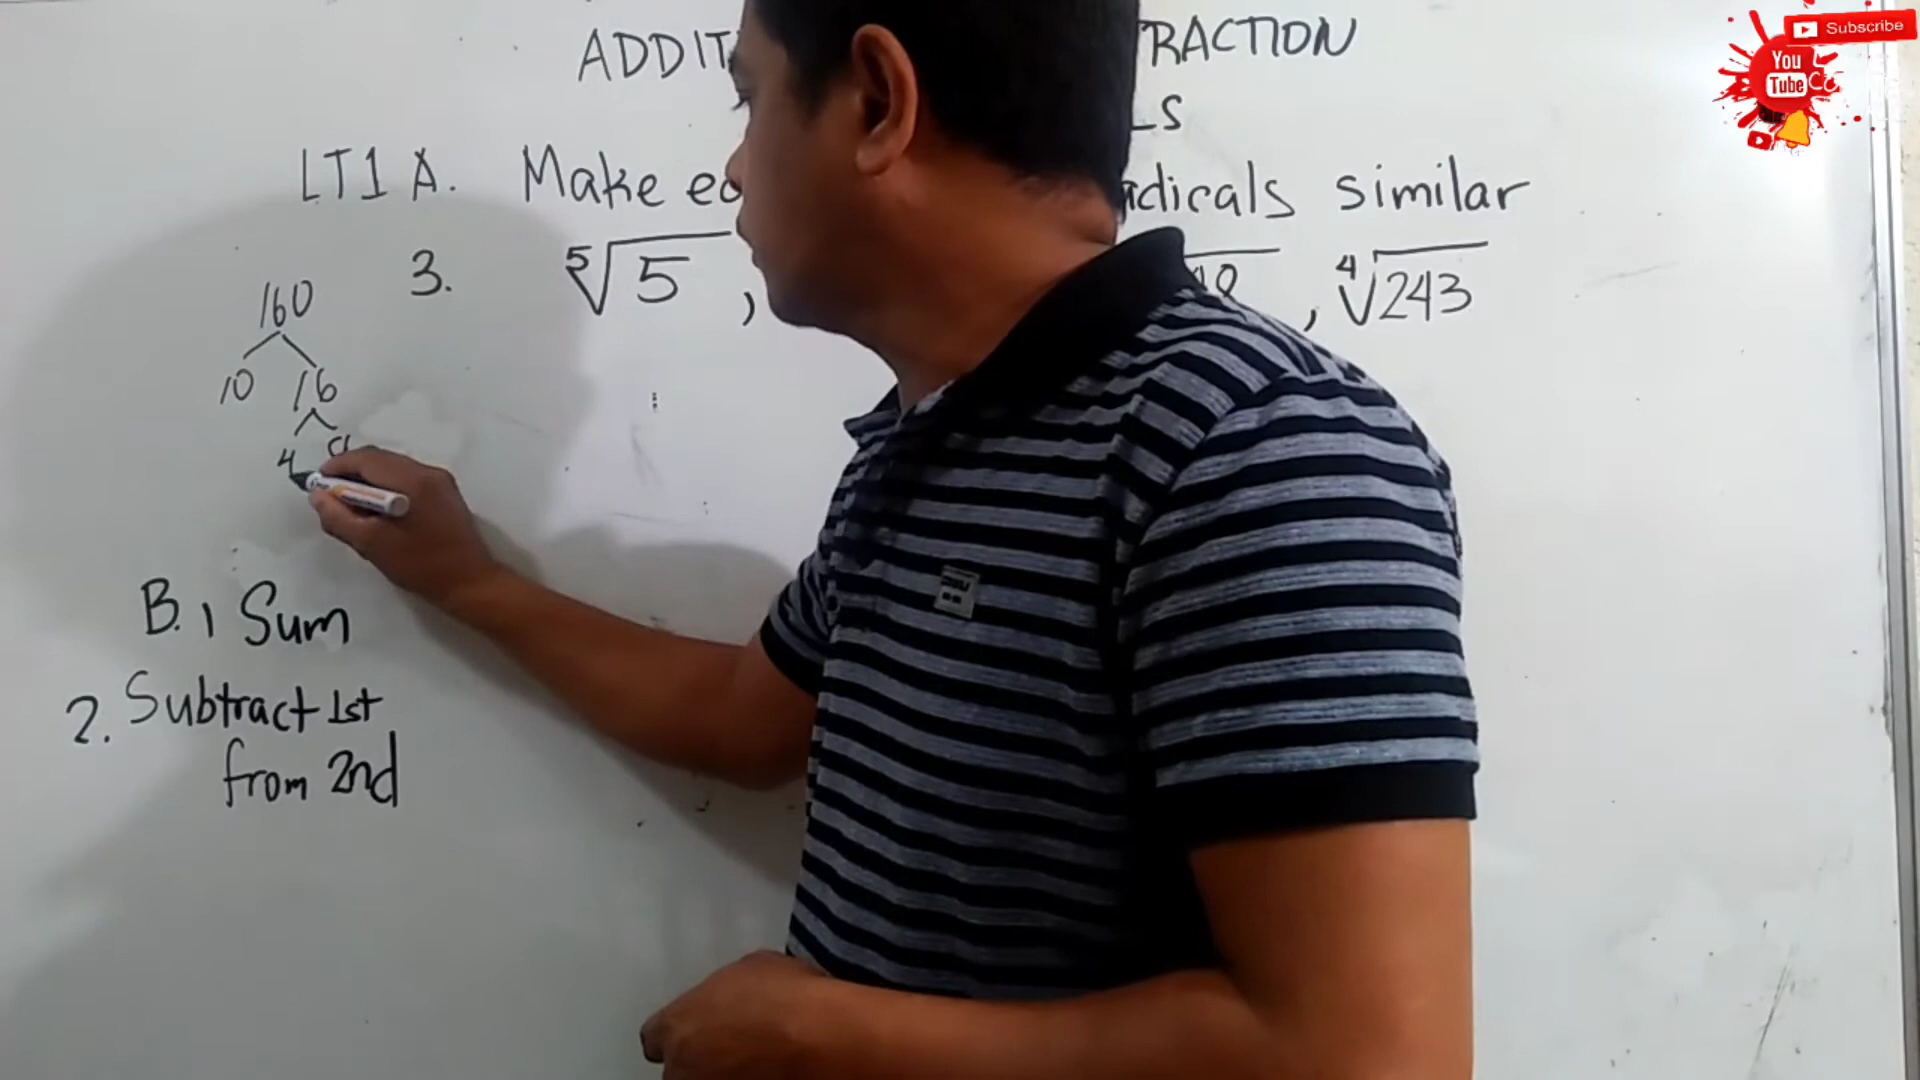 ADDIT RACTION
LS
LT1 A. Make adicals similar
3. ⁵√5 , , ⁴√243
160
10 16
4
B. 1 Sum
2. Subtract 1st
from 2nd
Subscribe
You
Tube